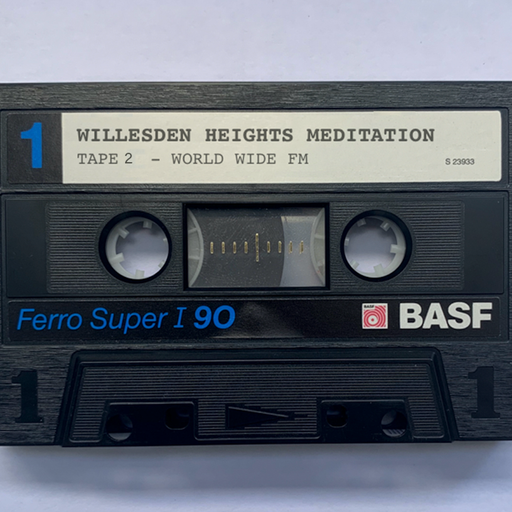 1
WILLESDEN HEIGHTS MEDITATION
TAPE 2 - WORLD WIDE FM
S 23933
Ferro Super I 90
BASF
BASF
1
1